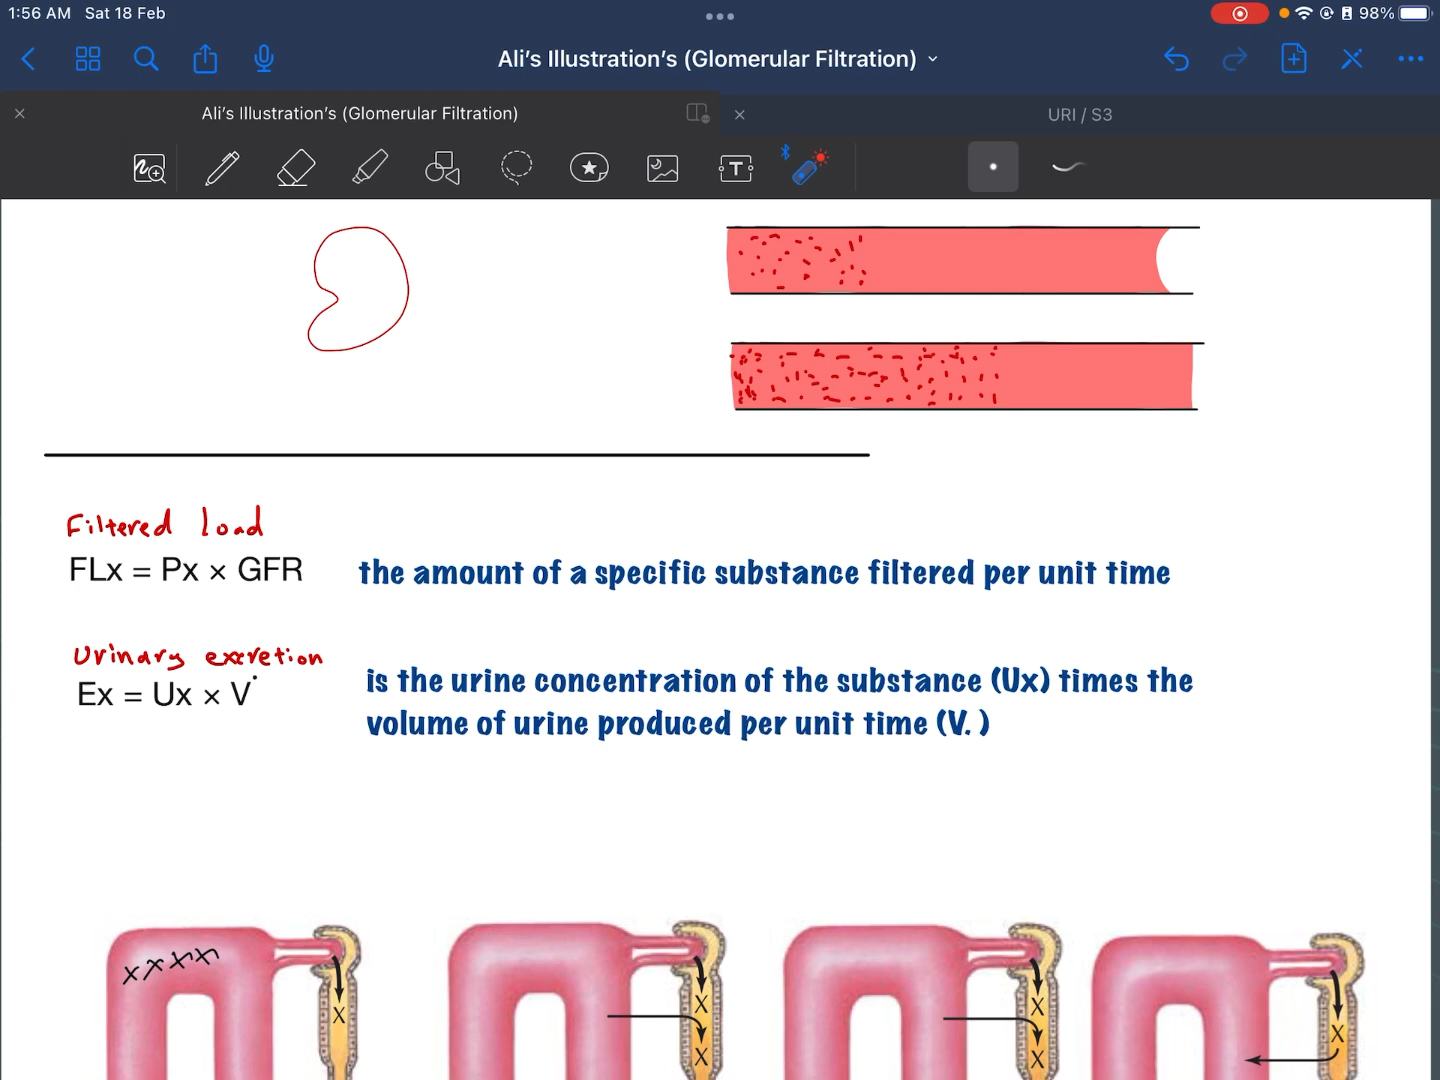 1:56 AM Sat 18 Feb
98%
Ali's Illustration's (Glomerular Filtration)
Ali's Illustration's (Glomerular Filtration)
URI / S3
T
Filtered load
FLx = Px × GFR
the amount of a specific substance filtered per unit time
Urinary excretion
Ex = Ux × V˙
is the urine concentration of the substance (Ux) times the
volume of urine produced per unit time (V. )
x x x x
X
X
X
X
X
X